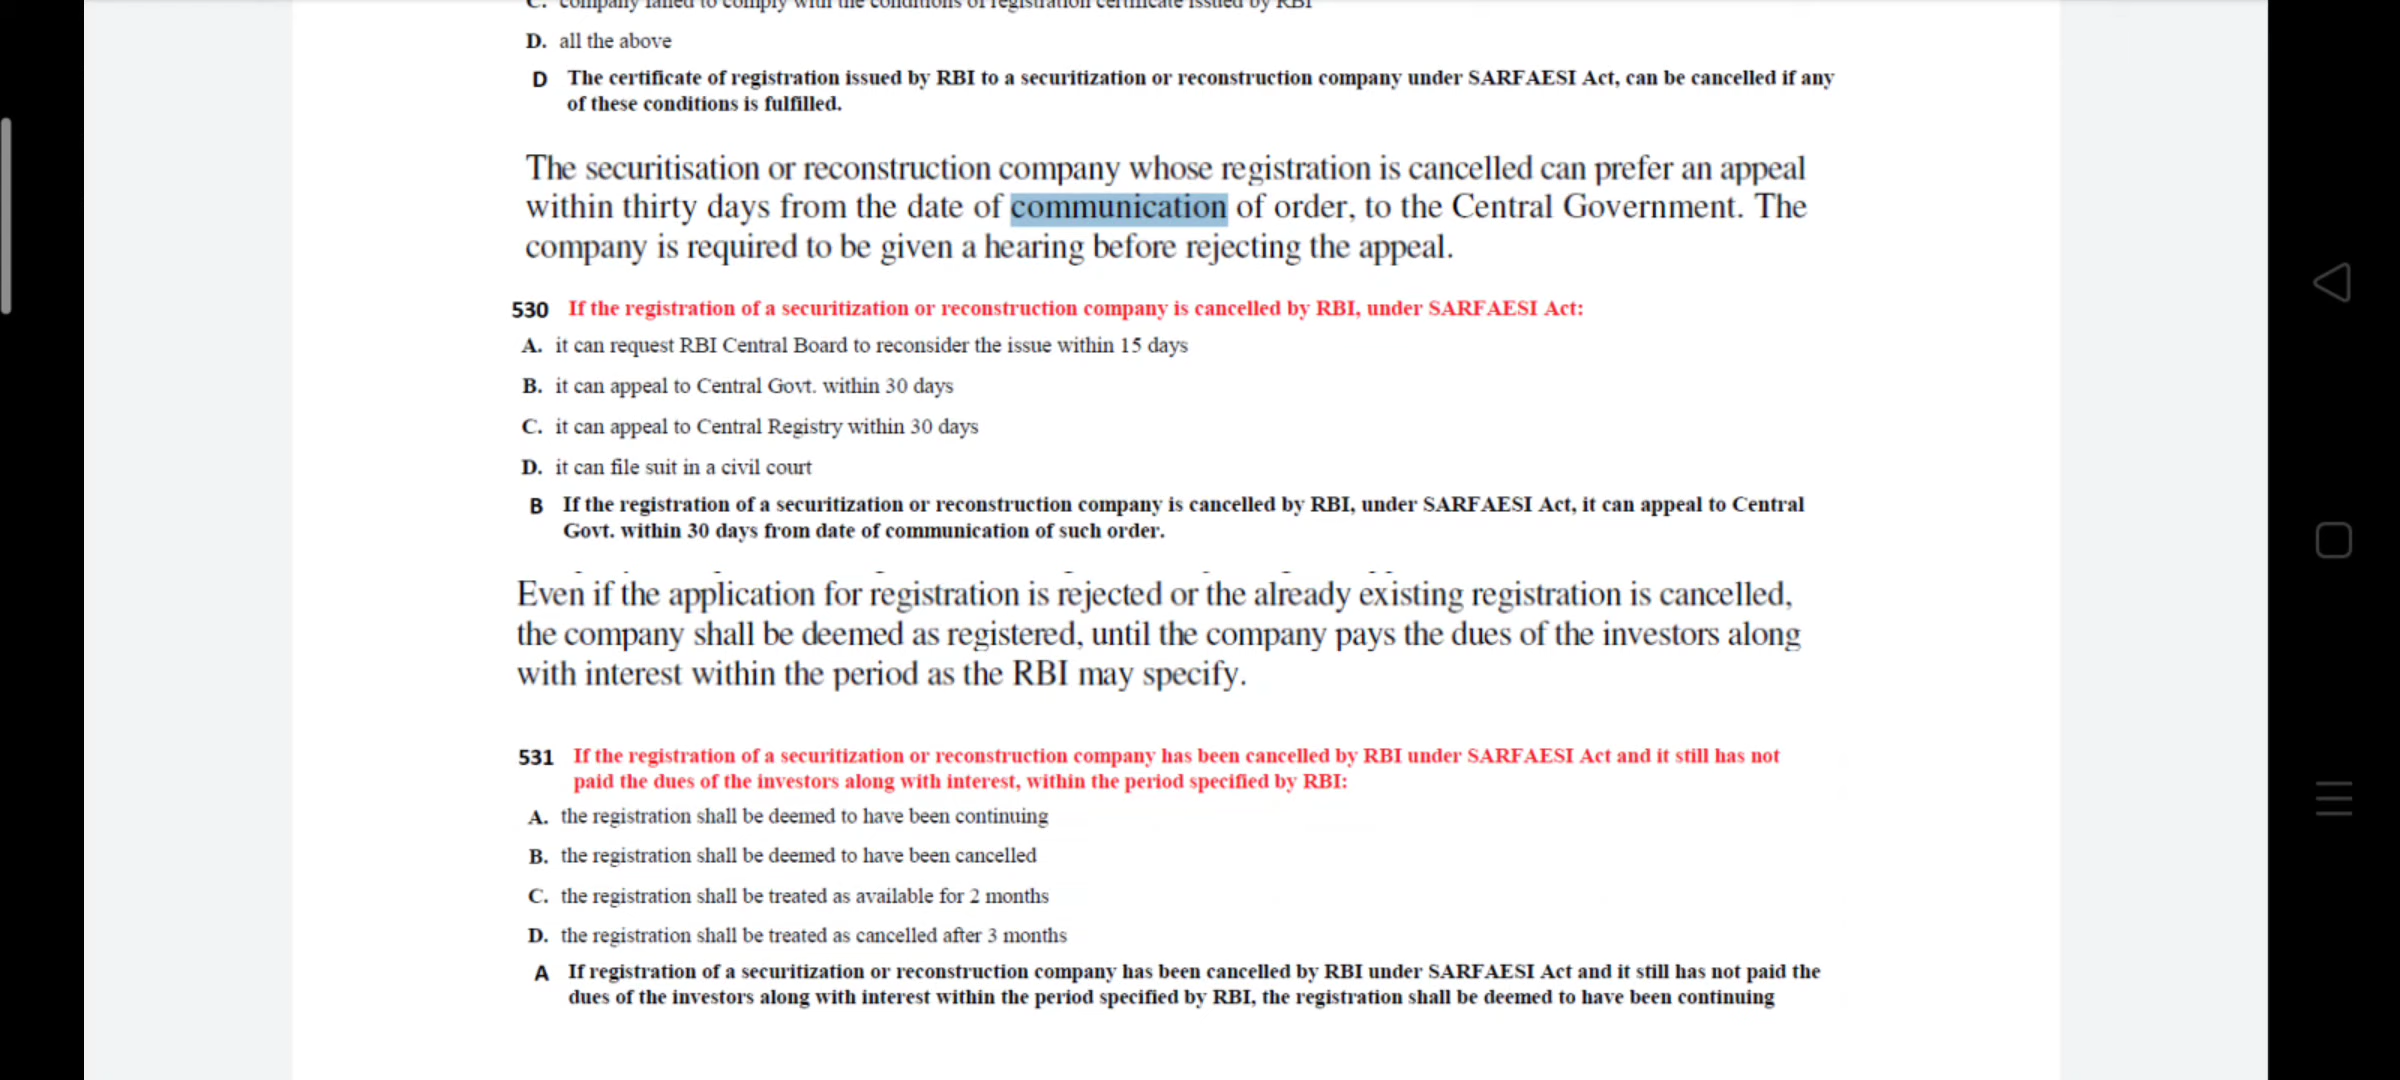 C. company failed to comply with the conditions of registration certificate issued by RBI
D. all the above
D The certificate of registration issued by RBI to a securitization or reconstruction company under SARFAESI Act, can be cancelled if any
of these conditions is fulfilled.
The securitisation or reconstruction company whose registration is cancelled can prefer an appeal
within thirty days from the date of communication of order, to the Central Government. The
company is required to be given a hearing before rejecting the appeal.
530 If the registration of a securitization or reconstruction company is cancelled by RBI, under SARFAESI Act:
A. it can request RBI Central Board to reconsider the issue within 15 days
B. it can appeal to Central Govt. within 30 days
C. it can appeal to Central Registry within 30 days
D. it can file suit in a civil court
B If the registration of a securitization or reconstruction company is cancelled by RBI, under SARFAESI Act, it can appeal to Central
Govt. within 30 days from date of communication of such order.
Even if the application for registration is rejected or the already existing registration is cancelled,
the company shall be deemed as registered, until the company pays the dues of the investors along
with interest within the period as the RBI may specify.
531 If the registration of a securitization or reconstruction company has been cancelled by RBI under SARFAESI Act and it still has not
paid the dues of the investors along with interest, within the period specified by RBI:
A. the registration shall be deemed to have been continuing
B. the registration shall be deemed to have been cancelled
C. the registration shall be treated as available for 2 months
D. the registration shall be treated as cancelled after 3 months
A If registration of a securitization or reconstruction company has been cancelled by RBI under SARFAESI Act and it still has not paid the
dues of the investors along with interest within the period specified by RBI, the registration shall be deemed to have been continuing